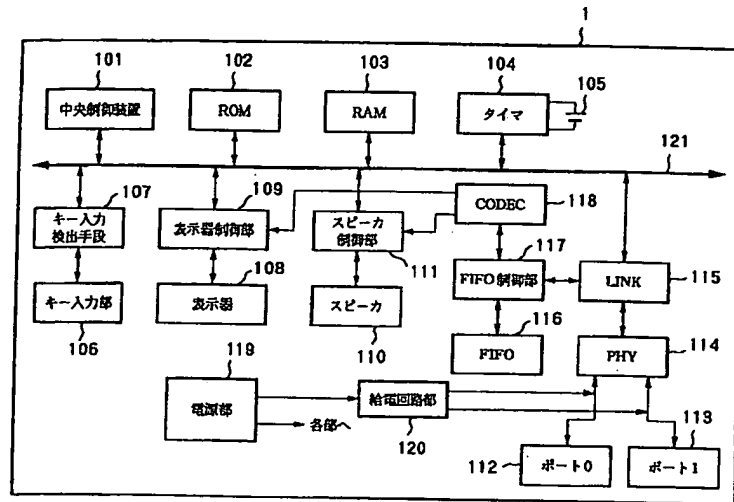 1
101
102
103
104
105
中央制御装置
ROM
RAM
タイマ
121
107
109
118
キー入力
検出手段
表示器制御部
スピーカ
制御部
111
CODEC
117
FIFO制御部
LINK
115
108
キー入力部
106
表示器
スピーカ
110
116
FIFO
PHY
114
119
電源部
給電回路部
120
各部へ
113
112
ポート0
ポート1